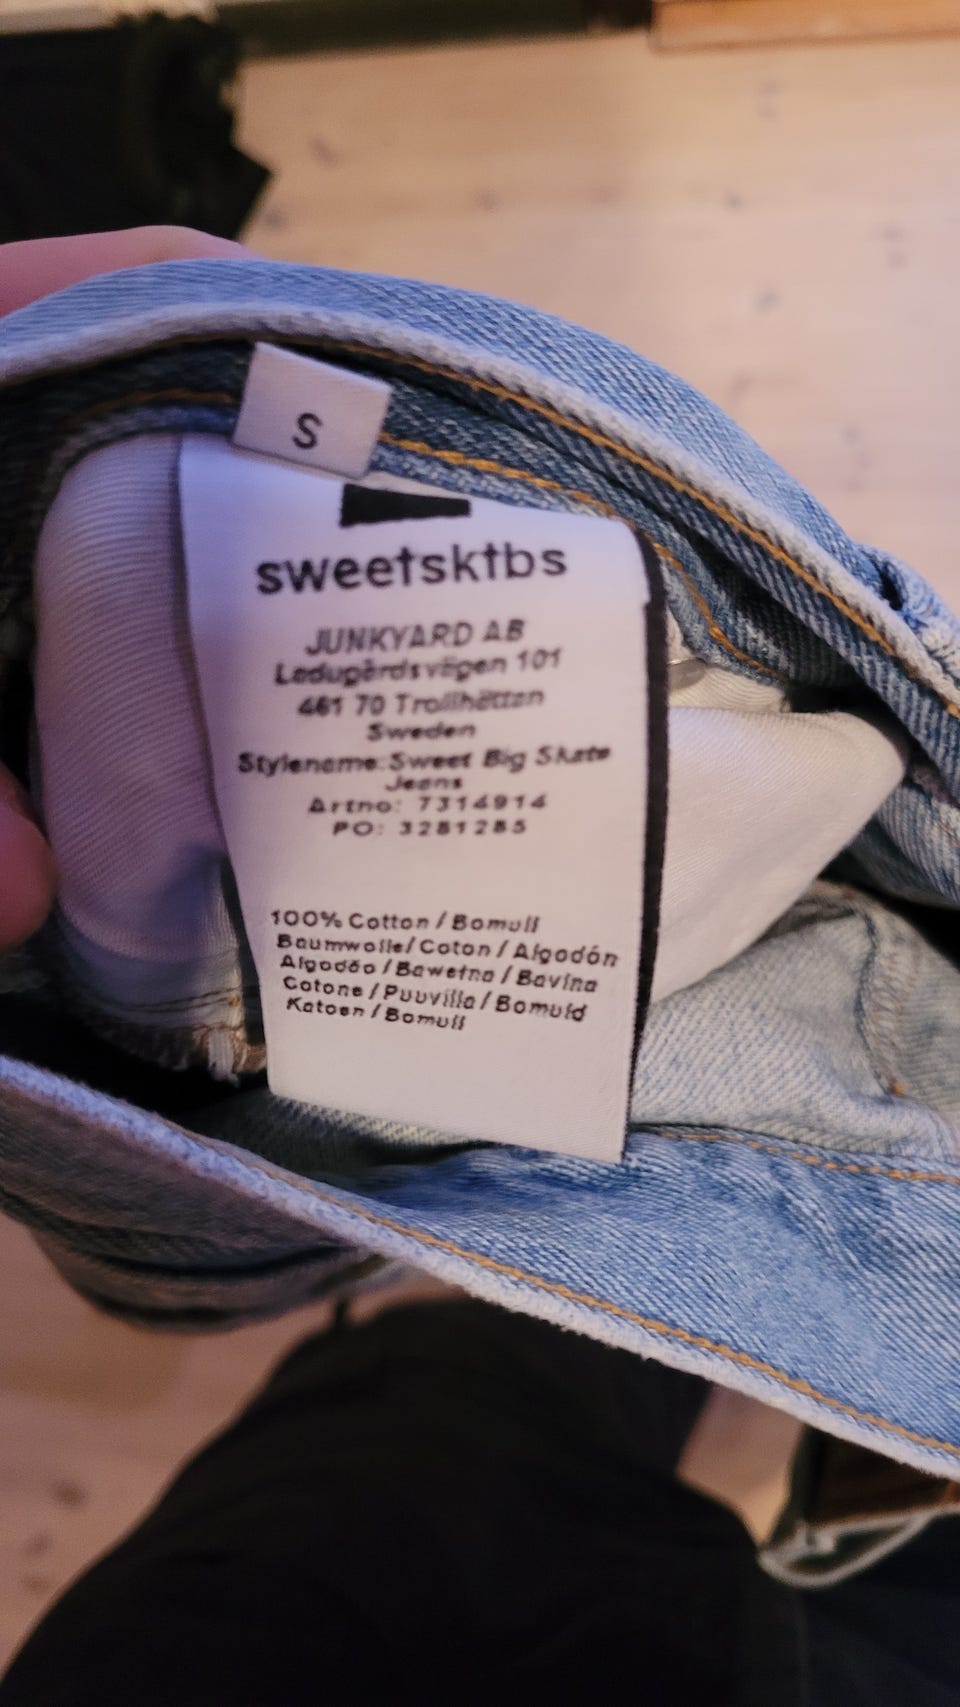 S
sweetsktbs
JUNKYARD AB
Ladugårdsvägen 101
461 70 Trollhättan
Sweden
Stylename: Sweet Big Skate
Jeans
Artno: 7314914
PO: 3281285
100% Cotton / Bomull
Baumwolle / Coton / Algodón
Algodão / Bawełna / Bavlna
Cotone / Puuvilla / Bomuld
Katoen / Bomull